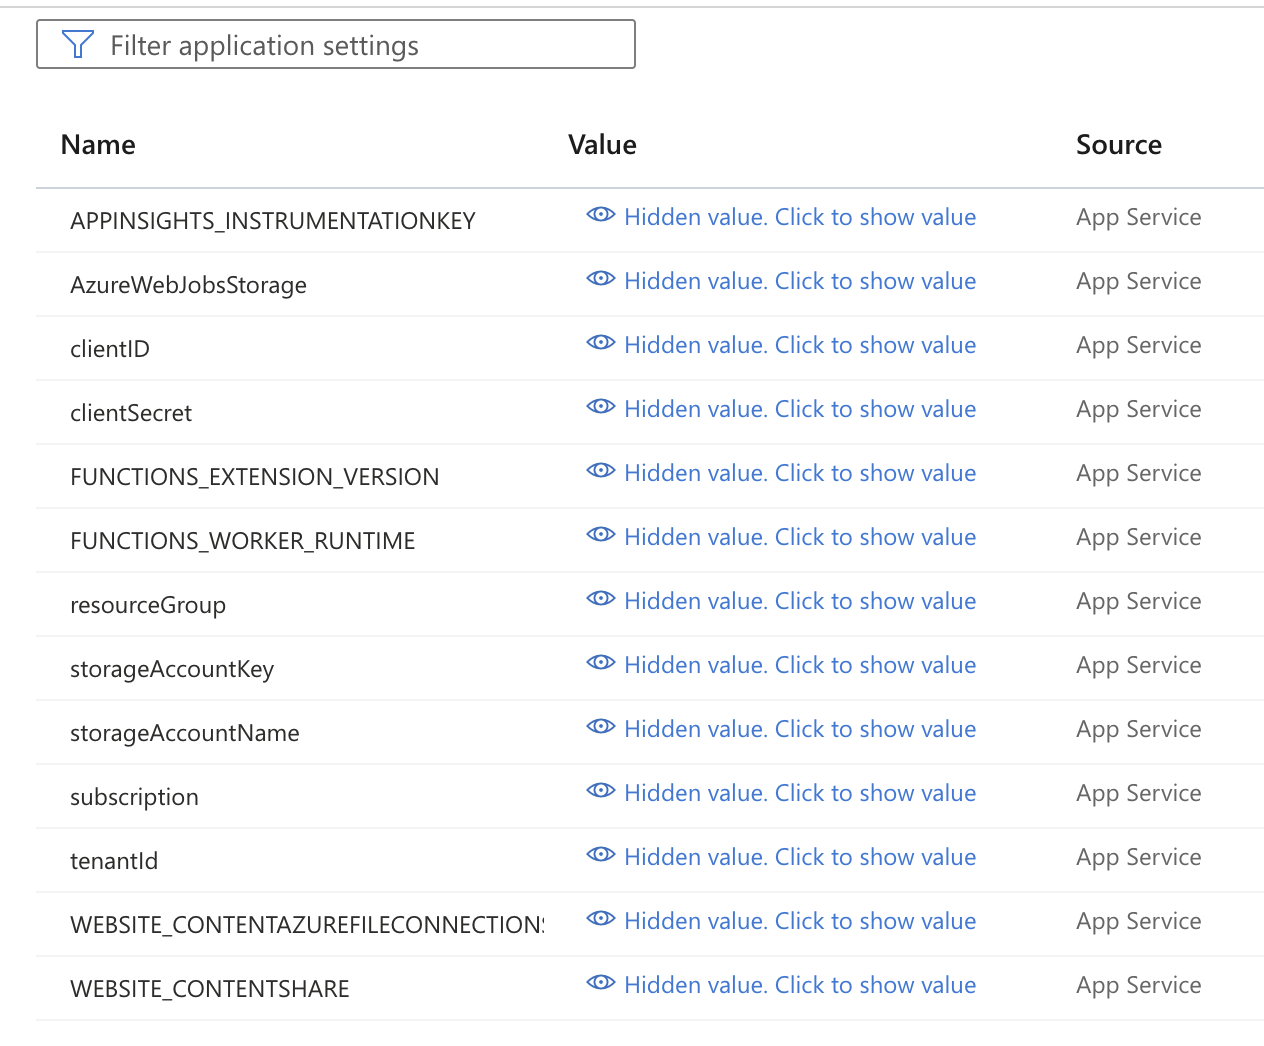 Filter application settings
Name Value Source
APPINSIGHTS_INSTRUMENTATIONKEY Hidden value. Click to show value App Service
AzureWebJobsStorage Hidden value. Click to show value App Service
clientID Hidden value. Click to show value App Service
clientSecret Hidden value. Click to show value App Service
FUNCTIONS_EXTENSION_VERSION Hidden value. Click to show value App Service
FUNCTIONS_WORKER_RUNTIME Hidden value. Click to show value App Service
resourceGroup Hidden value. Click to show value App Service
storageAccountKey Hidden value. Click to show value App Service
storageAccountName Hidden value. Click to show value App Service
subscription Hidden value. Click to show value App Service
tenantId Hidden value. Click to show value App Service
WEBSITE_CONTENTAZUREFILECONNECTIONS Hidden value. Click to show value App Service
WEBSITE_CONTENTSHARE Hidden value. Click to show value App Service